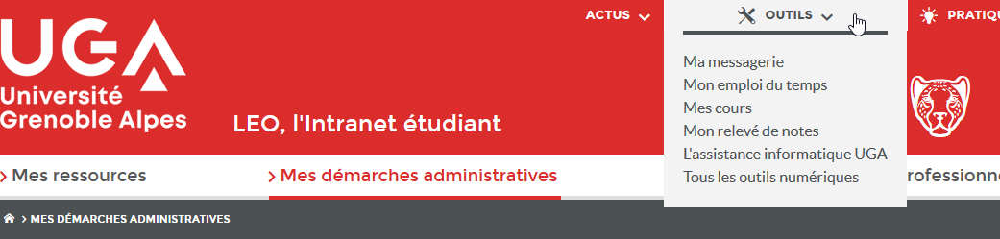 ACTUS
OUTILS
PRATIQU
UGA
Université
Grenoble Alpes
LEO, l'Intranet étudiant
Ma messagerie
Mon emploi du temps
Mes cours
Mon relevé de notes
L'assistance informatique UGA
Tous les outils numériques
Mes ressources
Mes démarches administratives
rofessionne
MES DÉMARCHES ADMINISTRATIVES